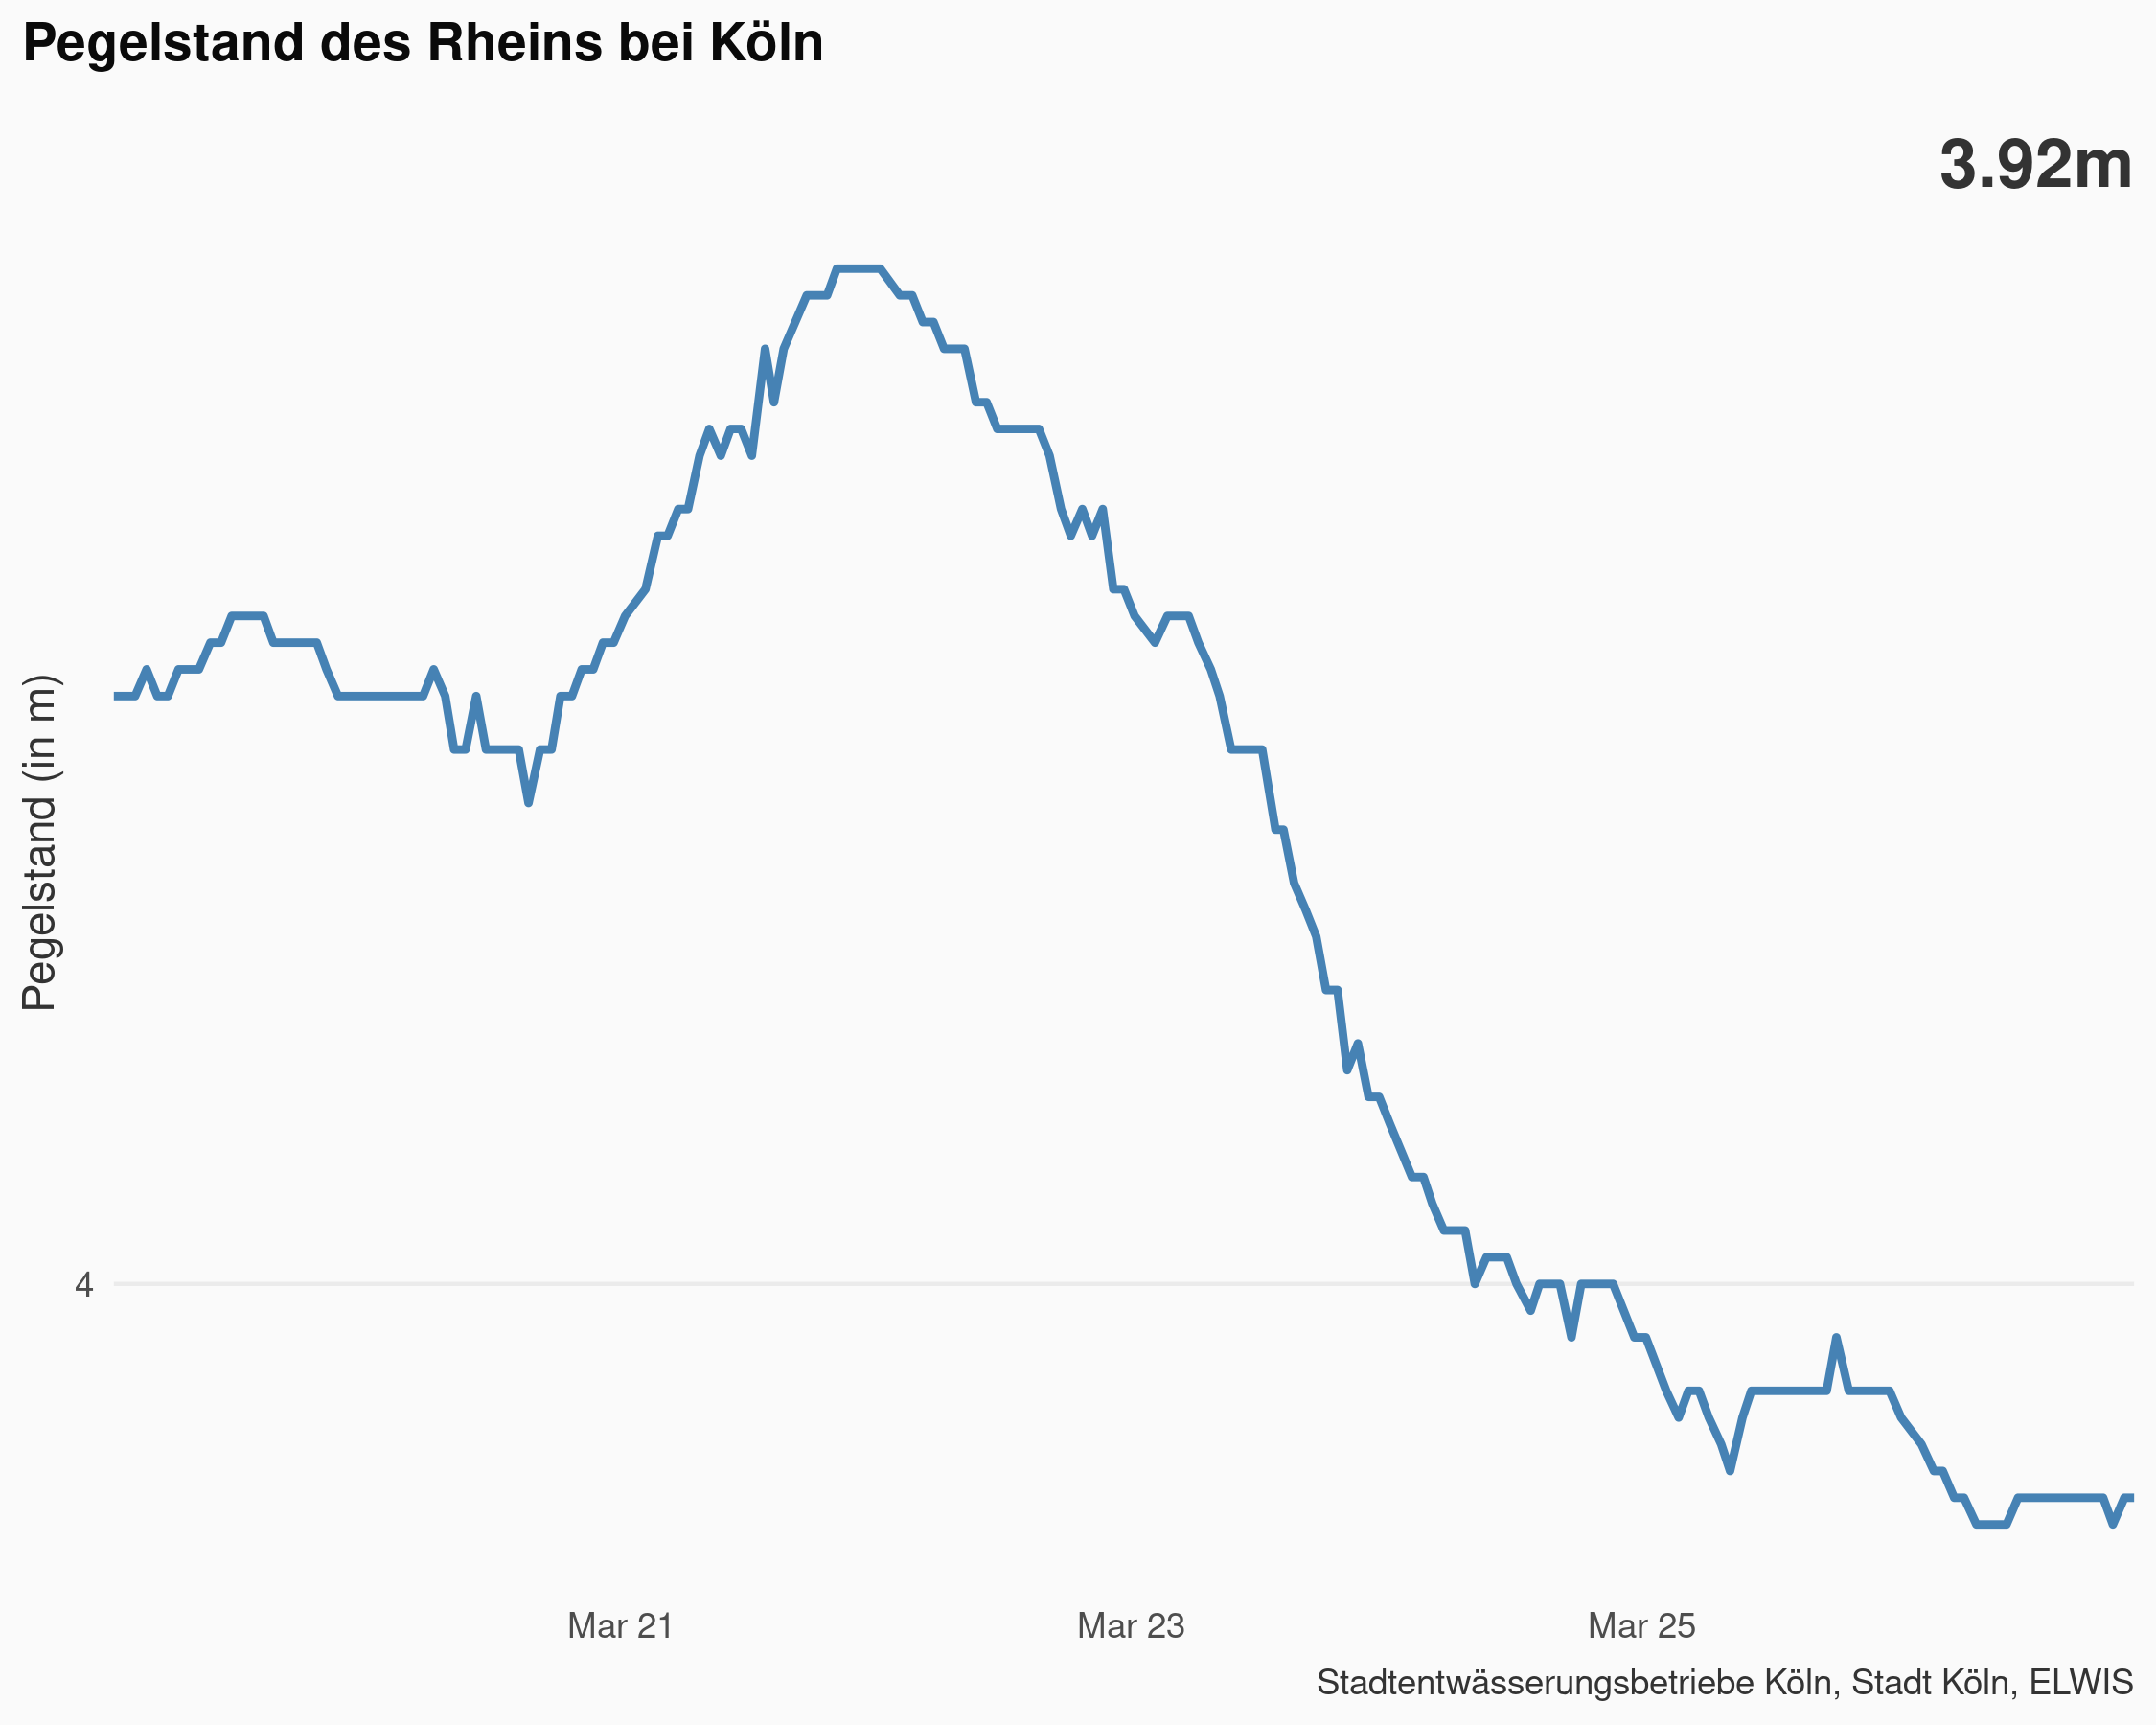 Pegelstand des Rheins bei Köln
3.92m
Pegelstand (in m)
4
Mar 21
Mar 23
Mar 25
Stadtentwässerungsbetriebe Köln, Stadt Köln, ELWIS